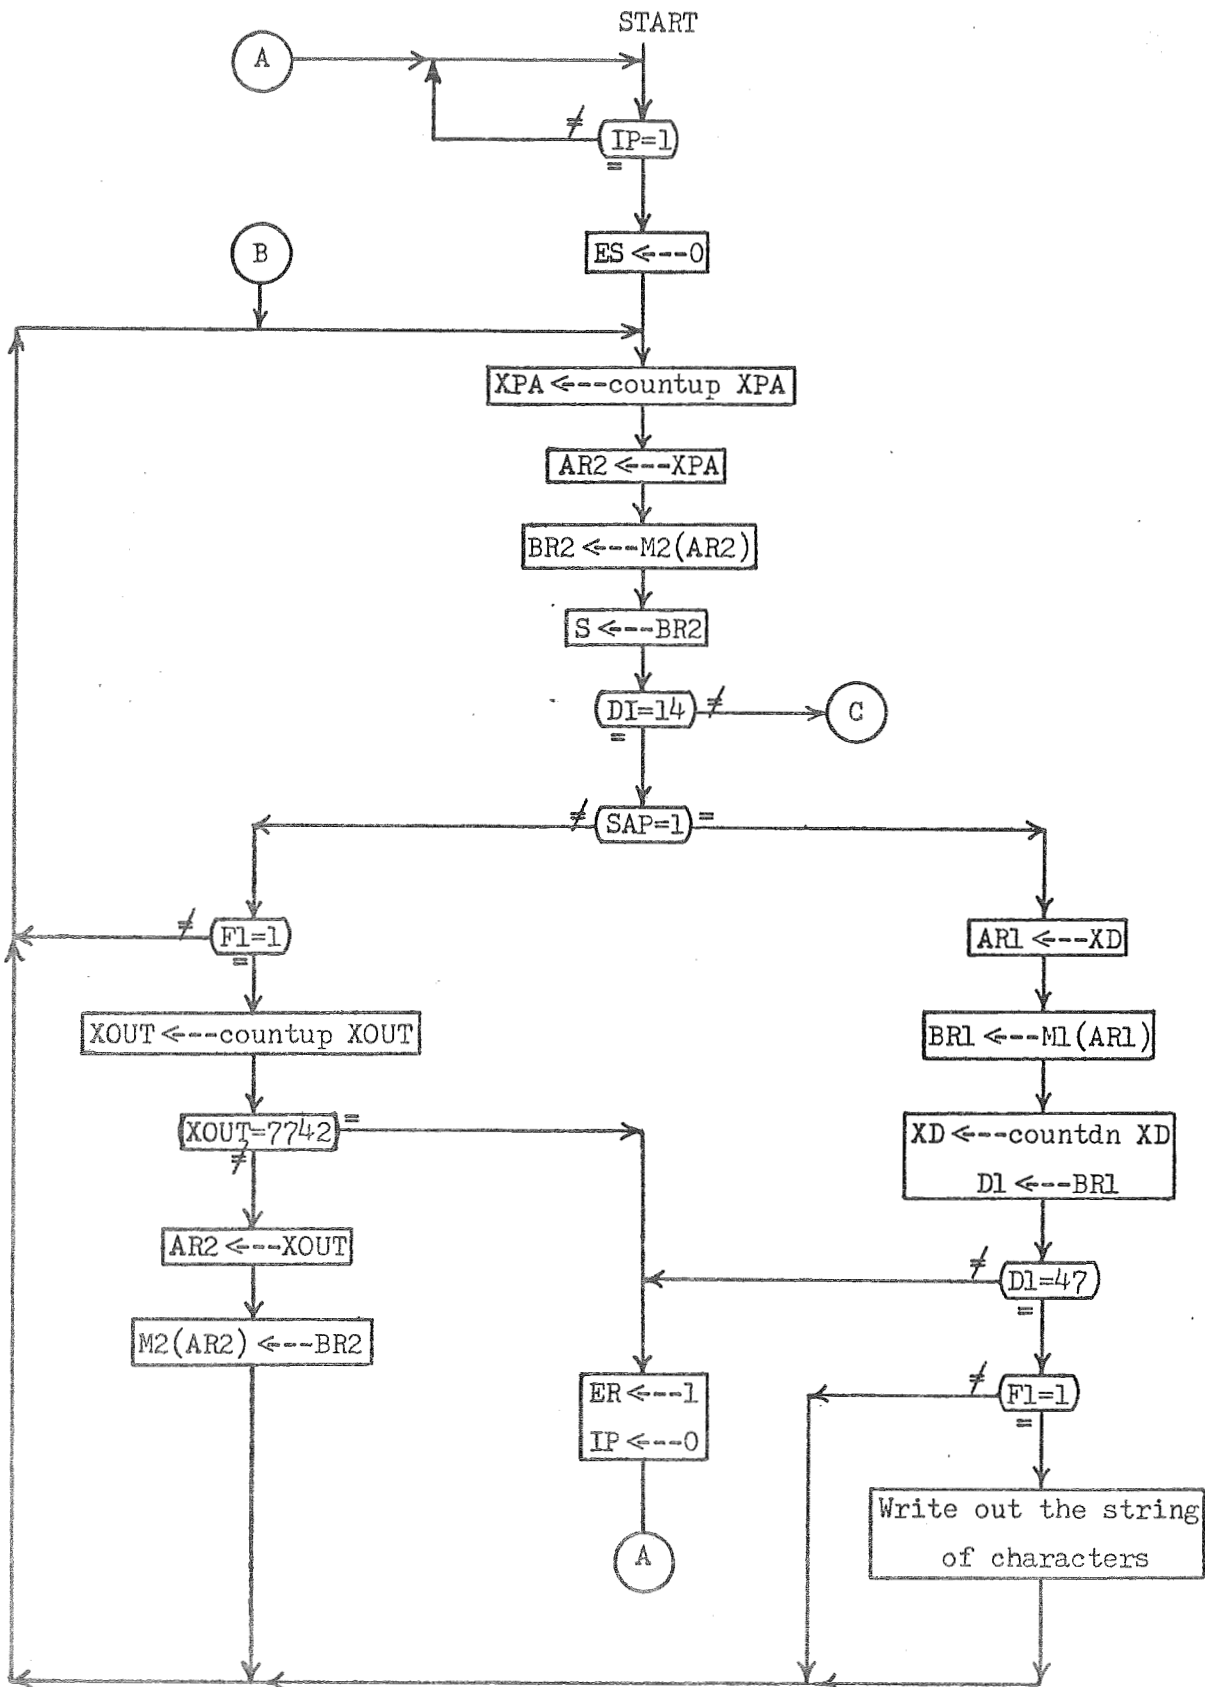 START
A
≠
IP=1
=
B
ES <---0
XPA <---countup XPA
AR2 <---XPA
BR2 <---M2(AR2)
S <---BR2
DI=14 ≠
C
=
≠ SAP=1 =
≠ F1=1
=
AR1 <---XD
XOUT <---countup XOUT
BR1 <---M1(AR1)
XOUT=7742 =
≠
XD <---countdn XD
D1 <---BR1
AR2 <---XOUT
≠ D1=47
=
M2(AR2) <---BR2
ER <---1
IP <---0
≠ F1=1
=
Write out the string
of characters
A